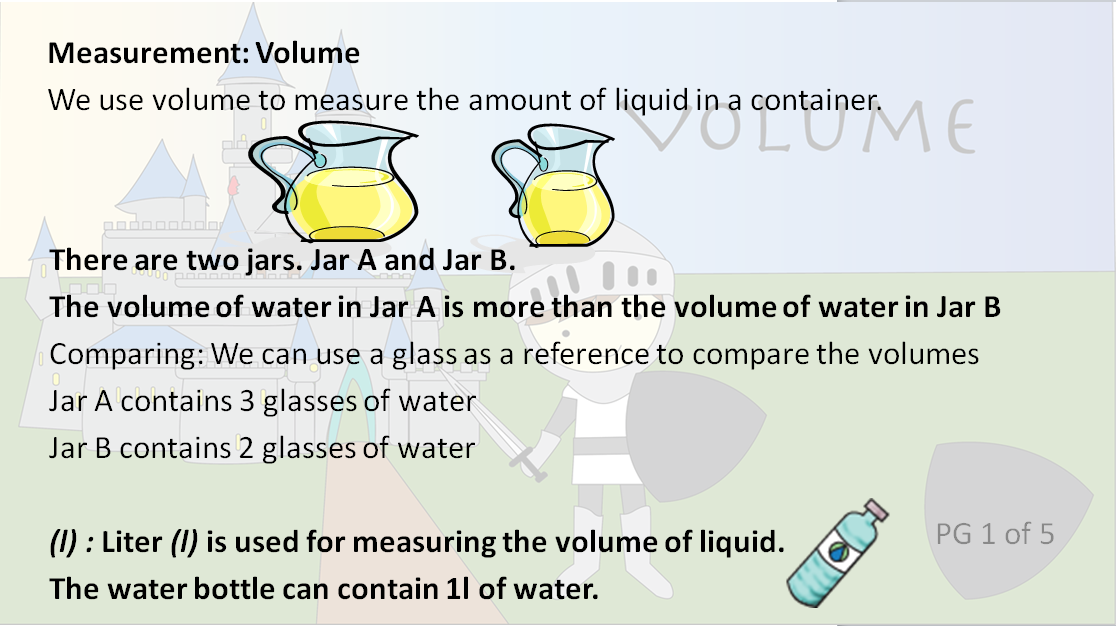 Measurement: Volume
We use volume to measure the amount of liquid in a container.
VOLUME
There are two jars. Jar A and Jar B.
The volume of water in Jar A is more than the volume of water in Jar B
Comparing: We can use a glass as a reference to compare the volumes
Jar A contains 3 glasses of water
Jar B contains 2 glasses of water
(l) : Liter (l) is used for measuring the volume of liquid.
PG 1 of 5
The water bottle can contain 1l of water.